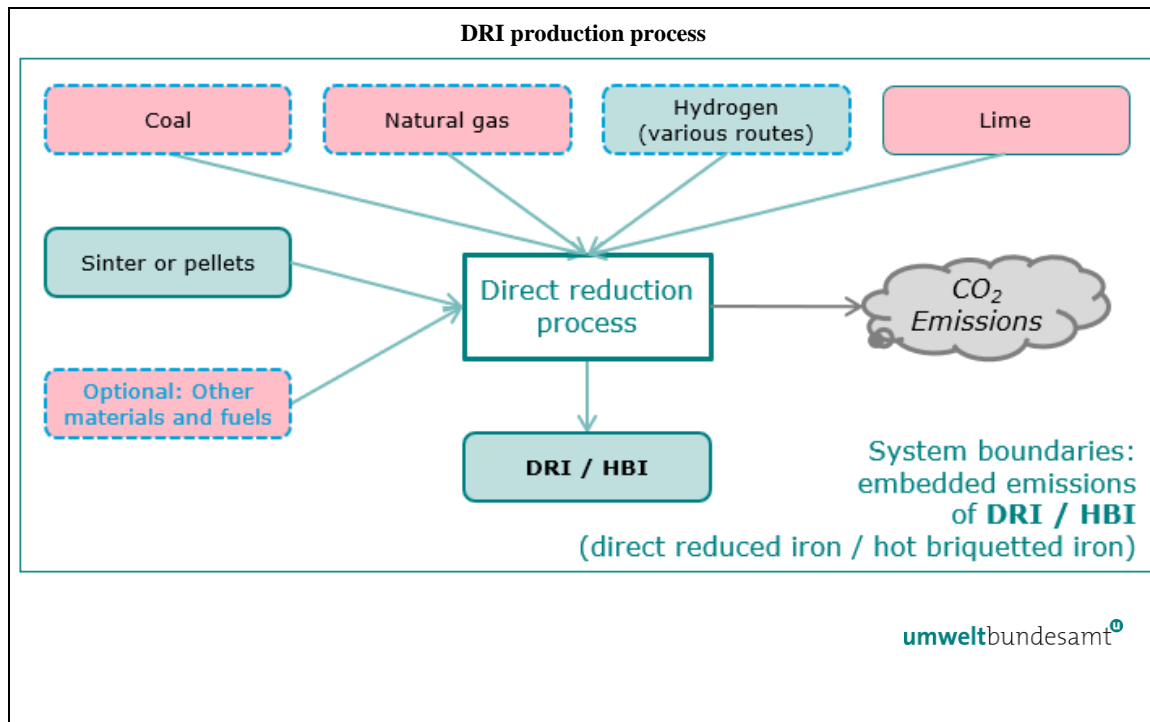 DRI production process
Coal
Natural gas
Hydrogen
(various routes)
Lime
Sinter or pellets
Direct reduction
process
CO₂
Emissions
Optional: Other
materials and fuels
DRI / HBI
System boundaries:
embedded emissions
of DRI / HBI
(direct reduced iron / hot briquetted iron)
umweltbundesamt ᵁ